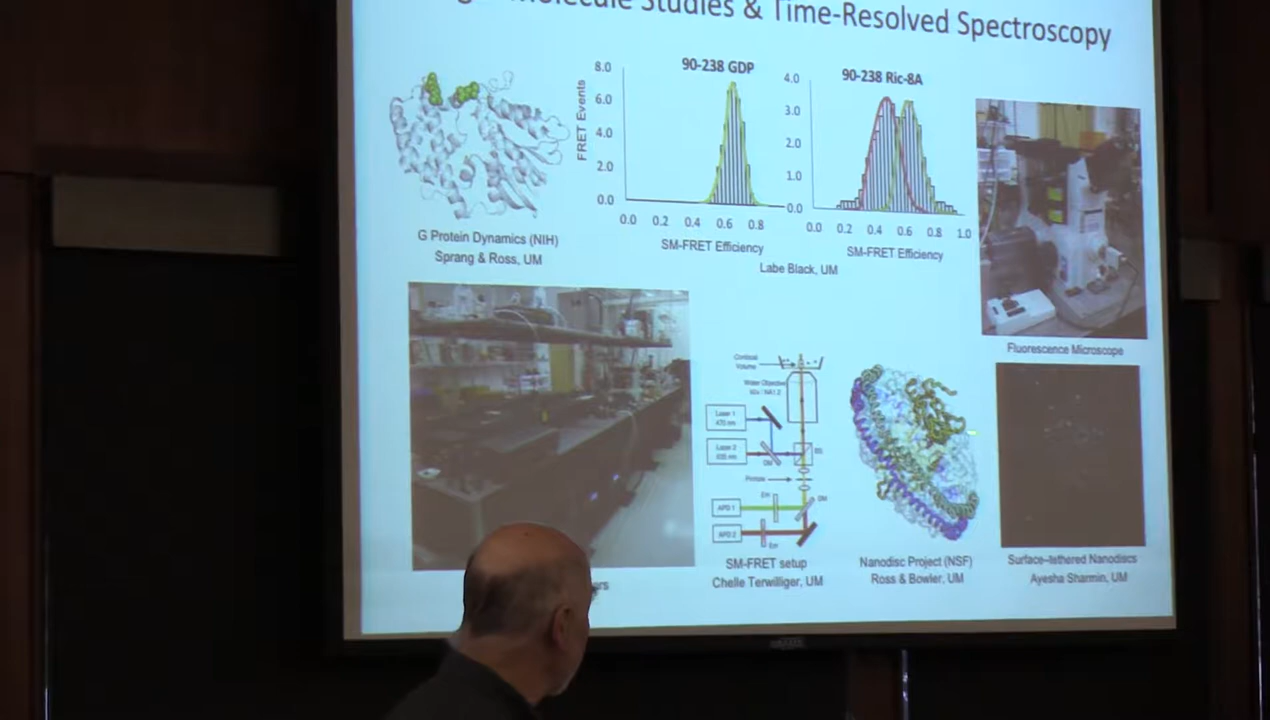 Molecule Studies & Time-Resolved Spectroscopy
90-238 GDP
90-238 Ric-8A
FRET Events
8.0
6.0
4.0
2.0
0.0
0.0 0.2 0.4 0.6 0.8
SM-FRET Efficiency
4.0
3.0
2.0
1.0
0.0
0.0 0.2 0.4 0.6 0.8 1.0
SM-FRET Efficiency
Labe Black, UM
G Protein Dynamics (NIH)
Sprang & Ross, UM
Fluorescence Microscope
Confocal
Volume
Water Objective
Laser 1
470 nm
Laser 2
635 nm
DM
BS
Pinhole
Em
DM
APD 1
APD 2
Em
SM-FRET setup
Chelle Terwilliger, UM
Nanodisc Project (NSF)
Ross & Bowler, UM
Surface-tethered Nanodiscs
Ayesha Sharmin, UM